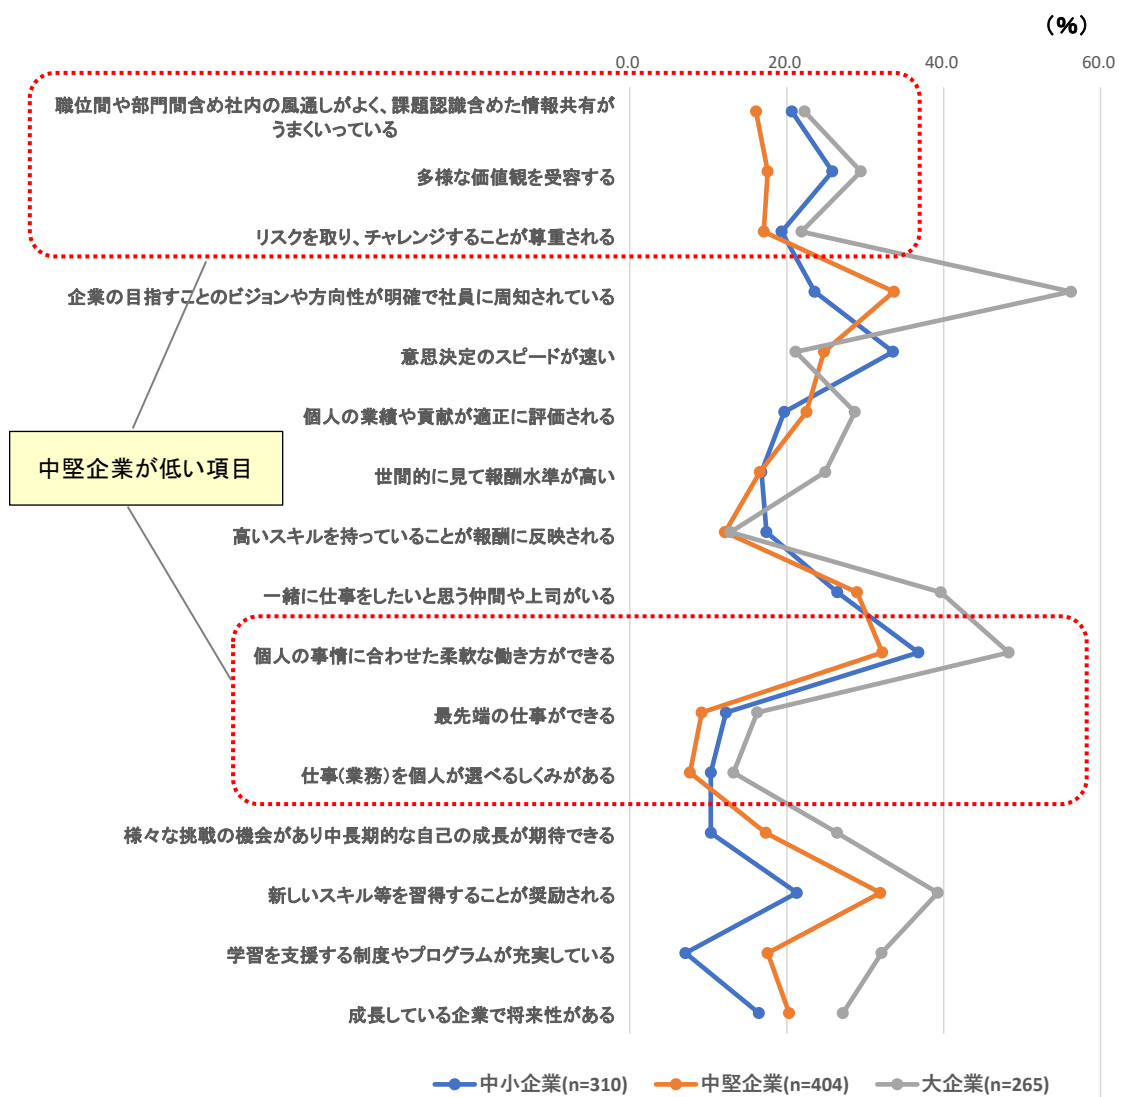 （%）
0.0 20.0 40.0 60.0
職位間や部門間含め社内の風通しがよく、課題認識含めた情報共有が
うまくいっている
多様な価値観を受容する
リスクを取り、チャレンジすることが尊重される
企業の目指すことのビジョンや方向性が明確で社員に周知されている
意思決定のスピードが速い
個人の業績や貢献が適正に評価される
中堅企業が低い項目
世間的に見て報酬水準が高い
高いスキルを持っていることが報酬に反映される
一緒に仕事をしたいと思う仲間や上司がいる
個人の事情に合わせた柔軟な働き方ができる
最先端の仕事ができる
仕事（業務）を個人が選べるしくみがある
様々な挑戦の機会があり中長期的な自己の成長が期待できる
新しいスキル等を習得することが奨励される
学習を支援する制度やプログラムが充実している
成長している企業で将来性がある
中小企業(n=310) 中堅企業(n=404) 大企業(n=265)